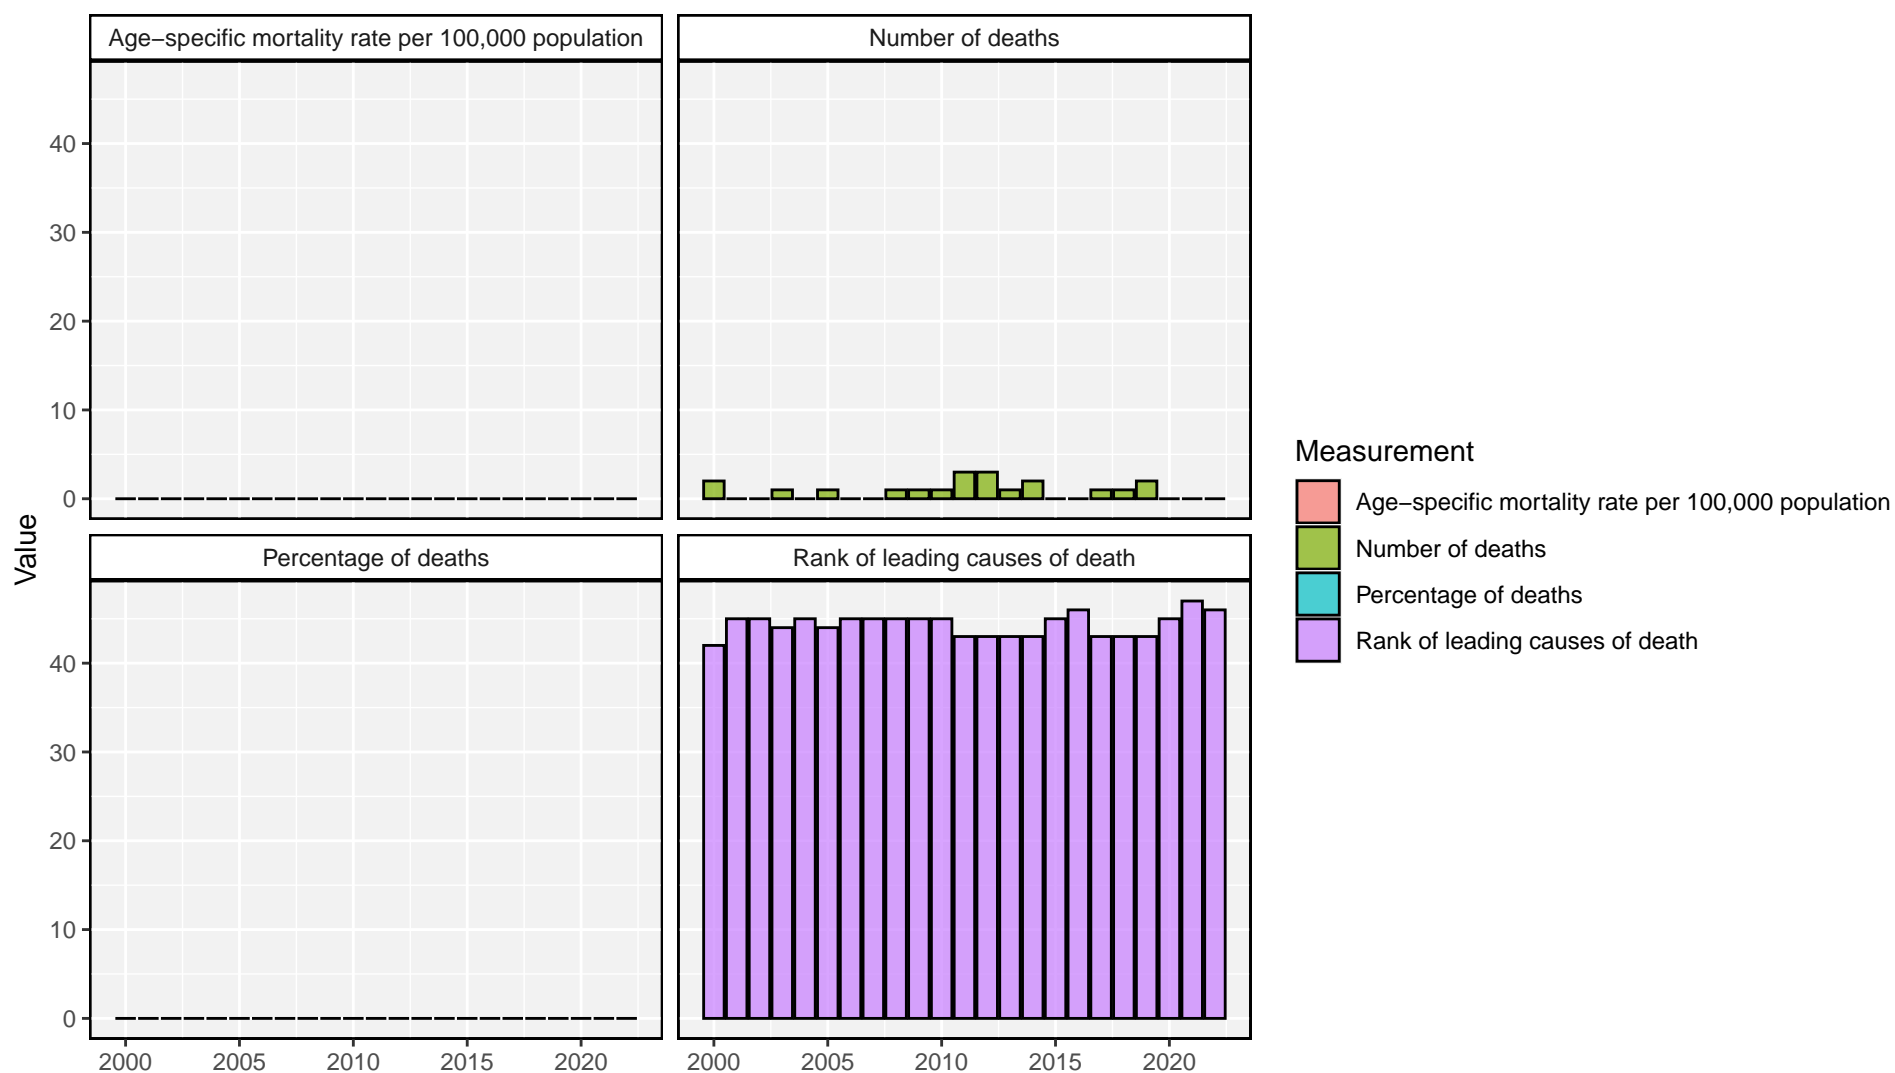 Age−specific mortality rate per 100,000 population
Number of deaths
40
30
20
10
0
Value
Percentage of deaths
Rank of leading causes of death
40
30
20
10
0
2000 2005 2010 2015 2020
2000 2005 2010 2015 2020
Measurement
Age−specific mortality rate per 100,000 population
Number of deaths
Percentage of deaths
Rank of leading causes of death